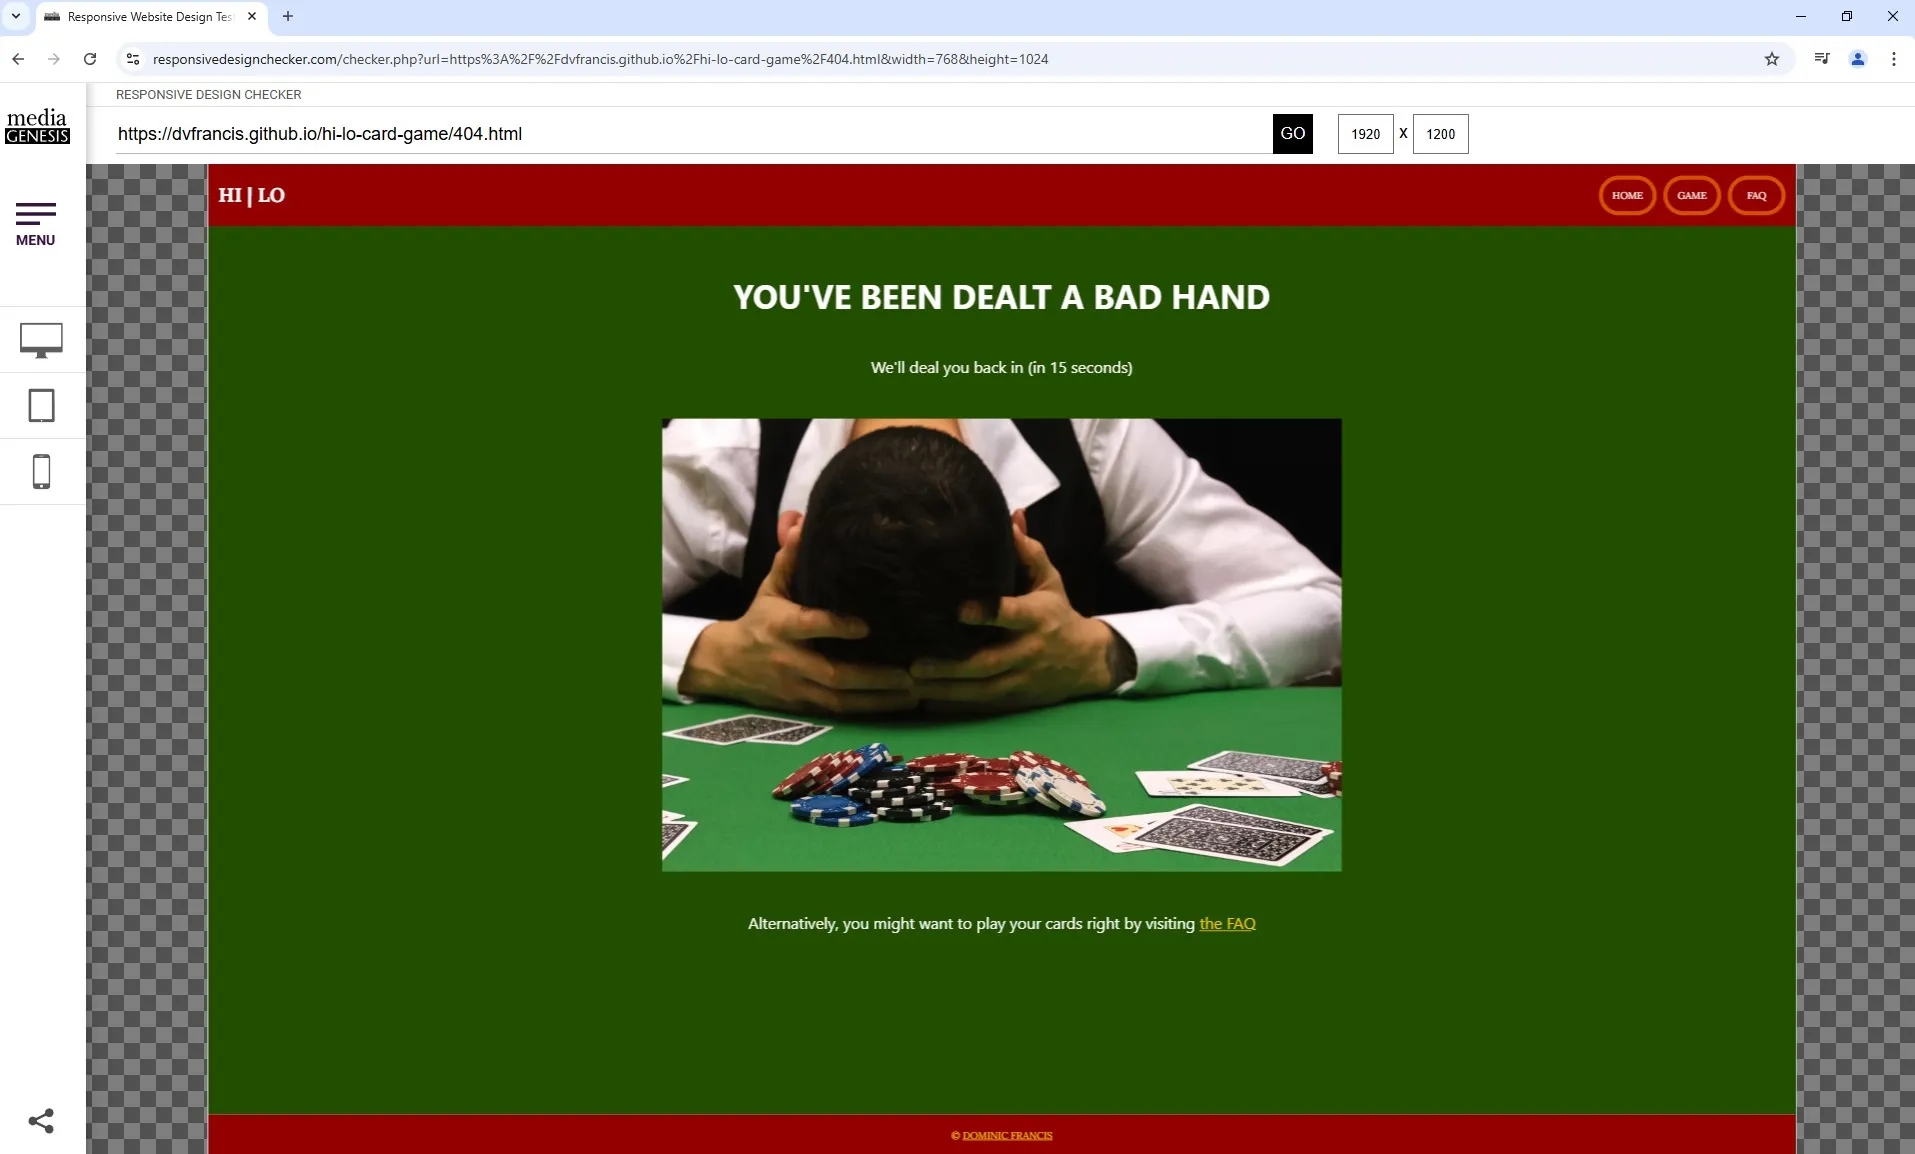 Responsive Website Design Tes
responsivedesignchecker.com/checker.php?url=https%3A%2F%2Fdvfrancis.github.io%2Fhi-lo-card-game%2F404.html&width=768&height=1024
media
GENESIS
RESPONSIVE DESIGN CHECKER
https://dvfrancis.github.io/hi-lo-card-game/404.html
GO
1920 X 1200
MENU
HI | LO
HOME
GAME
FAQ
YOU'VE BEEN DEALT A BAD HAND
We'll deal you back in (in 15 seconds)
Alternatively, you might want to play your cards right by visiting the FAQ
© DOMINIC FRANCIS